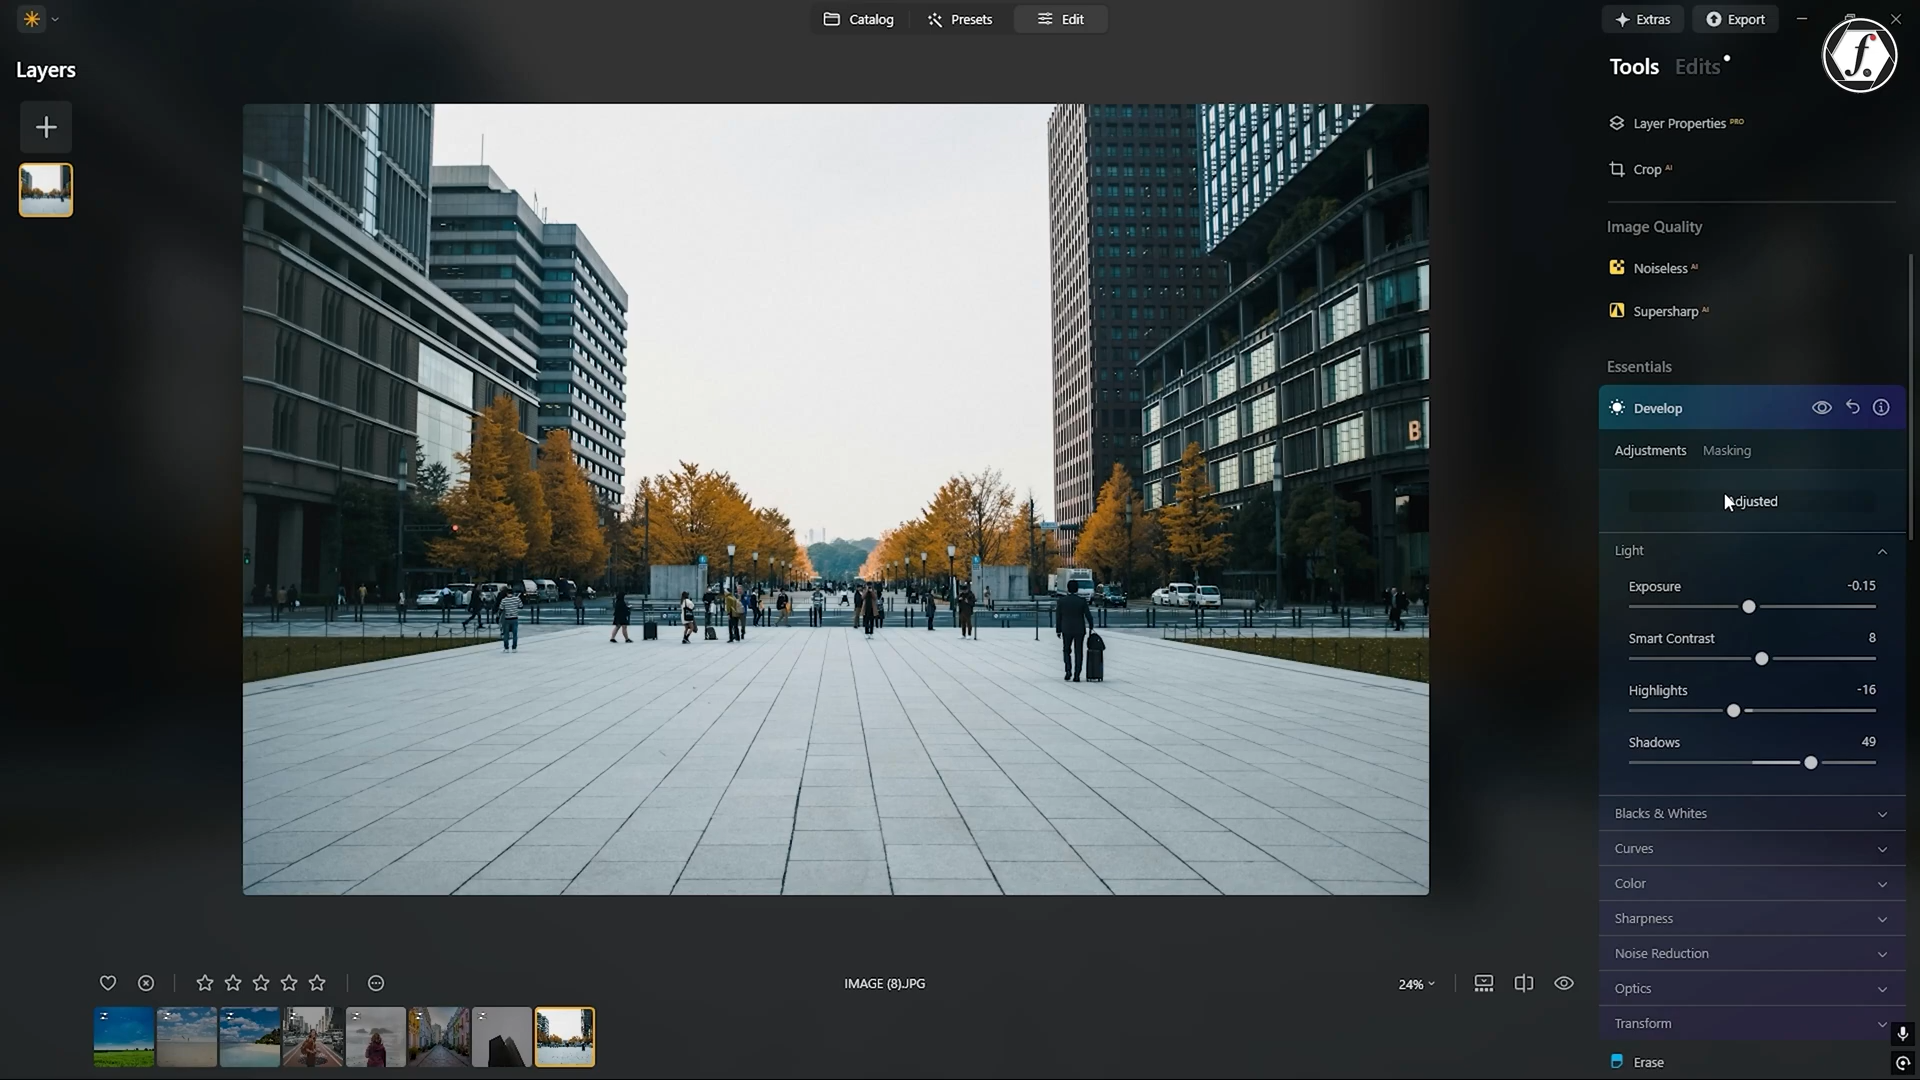 Catalog
Presets
Edit
Extras
Export
Layers
Tools Edits
Layer Properties PRO
Crop AI
Image Quality
Noiseless AI
Supersharp AI
Essentials
Develop
Adjustments Masking
djusted
Light
Exposure -0.15
Smart Contrast 8
Highlights -16
Shadows 49
Blacks & Whites
Curves
Color
Sharpness
Noise Reduction
Optics
Transform
Erase
B
IMAGE (8).JPG
24%
f.